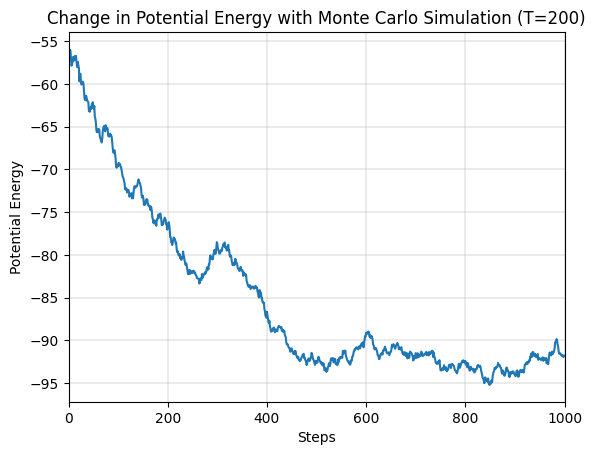 Change in Potential Energy with Monte Carlo Simulation (T=200)
−55
−60
−65
−70
−75
−80
−85
−90
−95
Potential Energy
0 200 400 600 800 1000
Steps